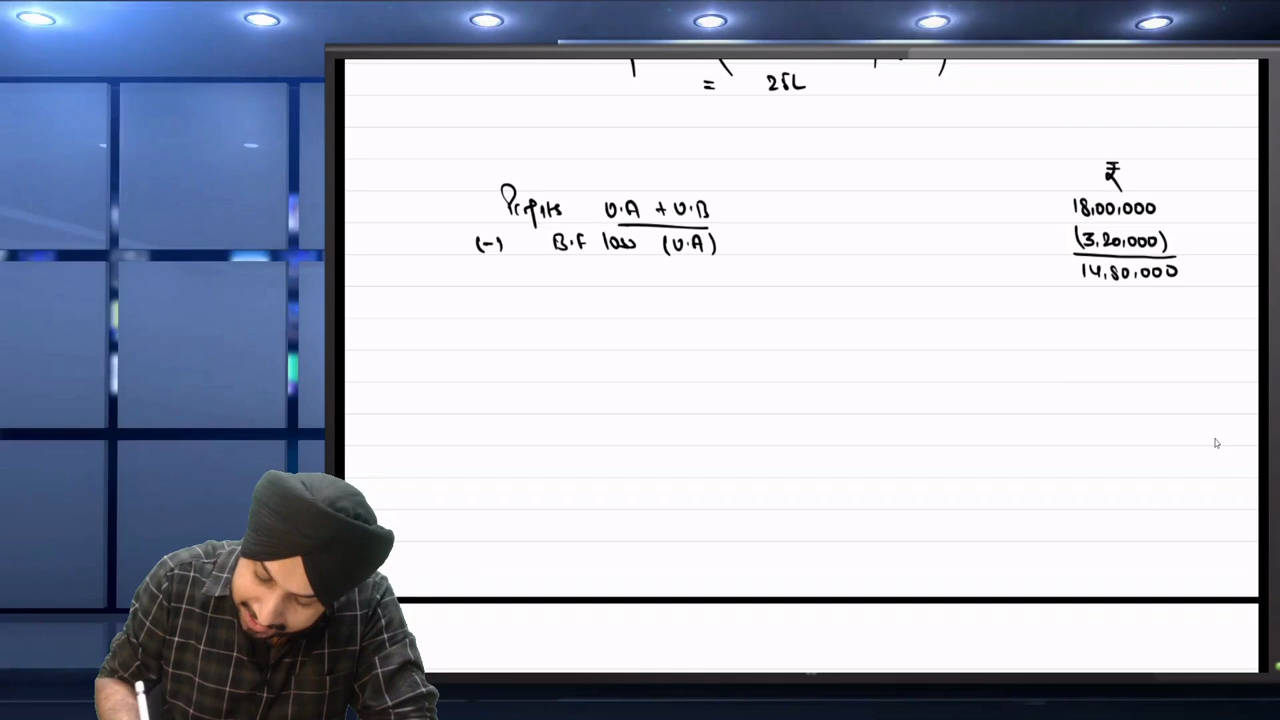 = 25L
₹
Profits U.A + U.B 18,00,000
(-) B.F loss (U.A) (3,20,000)
14,80,000